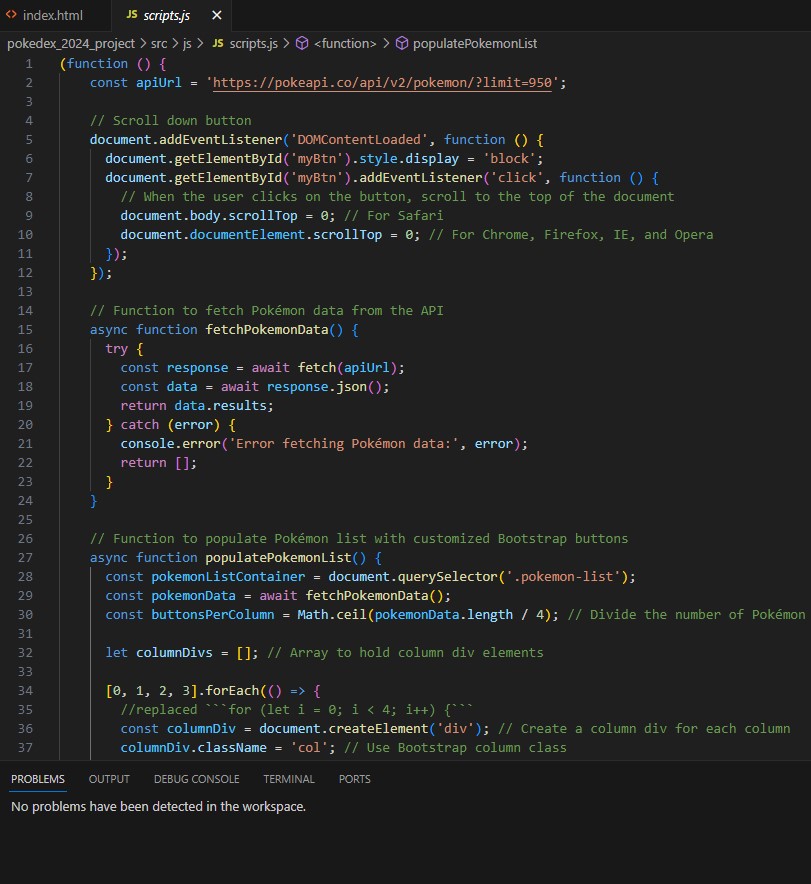 index.html
JS scripts.js
pokedex_2024_project > src > js > JS scripts.js > <function> > populatePokemonList
1 (function () {
2 const apiUrl = 'https://pokeapi.co/api/v2/pokemon/?limit=950';
3
4 // Scroll down button
5 document.addEventListener('DOMContentLoaded', function () {
6 document.getElementById('myBtn').style.display = 'block';
7 document.getElementById('myBtn').addEventListener('click', function () {
8 // When the user clicks on the button, scroll to the top of the document
9 document.body.scrollTop = 0; // For Safari
10 document.documentElement.scrollTop = 0; // For Chrome, Firefox, IE, and Opera
11 });
12 });
13
14 // Function to fetch Pokémon data from the API
15 async function fetchPokemonData() {
16 try {
17 const response = await fetch(apiUrl);
18 const data = await response.json();
19 return data.results;
20 } catch (error) {
21 console.error('Error fetching Pokémon data:', error);
22 return [];
23 }
24 }
25
26 // Function to populate Pokémon list with customized Bootstrap buttons
27 async function populatePokemonList() {
28 const pokemonListContainer = document.querySelector('.pokemon-list');
29 const pokemonData = await fetchPokemonData();
30 const buttonsPerColumn = Math.ceil(pokemonData.length / 4); // Divide the number of Pokémon
31
32 let columnDivs = []; // Array to hold column div elements
33
34 [0, 1, 2, 3].forEach(() => {
35 //replaced ```for (let i = 0; i < 4; i++) {```
36 const columnDiv = document.createElement('div'); // Create a column div for each column
37 columnDiv.className = 'col'; // Use Bootstrap column class
PROBLEMS OUTPUT DEBUG CONSOLE TERMINAL PORTS
No problems have been detected in the workspace.